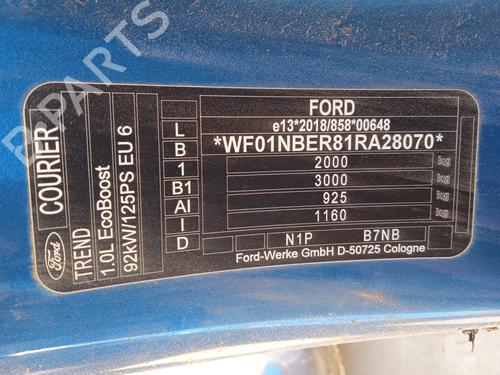 FORD
e13*2018/858*00648
*WF01NBER81RA28070*
L
B
1
B1
AI
I
D
2000 kg
3000 kg
925 kg
1160 kg
N1P B7NB
Ford-Werke GmbH D-50725 Cologne
Ford COURIER
TREND
1.0L EcoBoost
92kW/125PS EU 6
B-PARTS